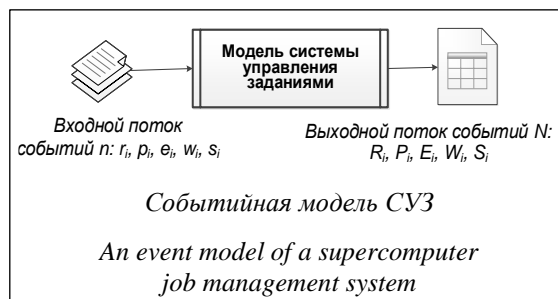 Модель системы
управления
заданиями
Входной поток
событий n: rᵢ, pᵢ, eᵢ, wᵢ, sᵢ
Выходной поток событий N:
Rᵢ, Pᵢ, Eᵢ, Wᵢ, Sᵢ
Событийная модель СУЗ
An event model of a supercomputer
job management system